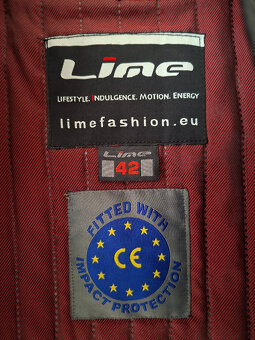 Lime
LIFESTYLE. INDULGENCE. MOTION. ENERGY
limefashion.eu
Lime
42
FITTED WITH
CE
IMPACT PROTECTION